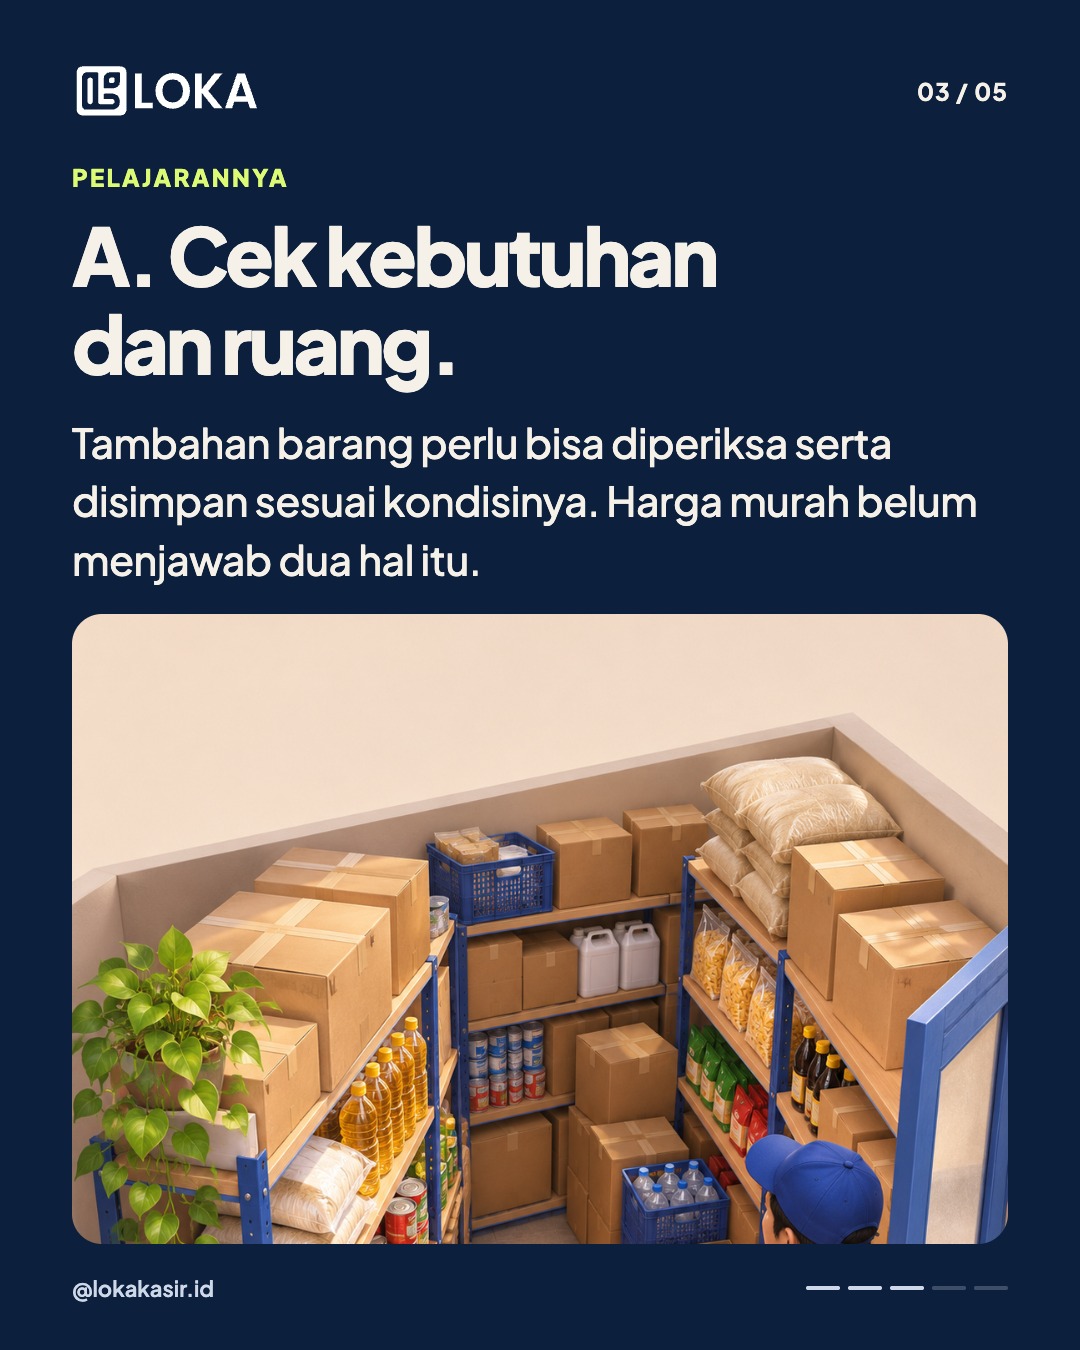 LOKA
03 / 05
PELAJARANNYA
A. Cek kebutuhan
dan ruang.
Tambahan barang perlu bisa diperiksa serta
disimpan sesuai kondisinya. Harga murah belum
menjawab dua hal itu.
@lokakasir.id